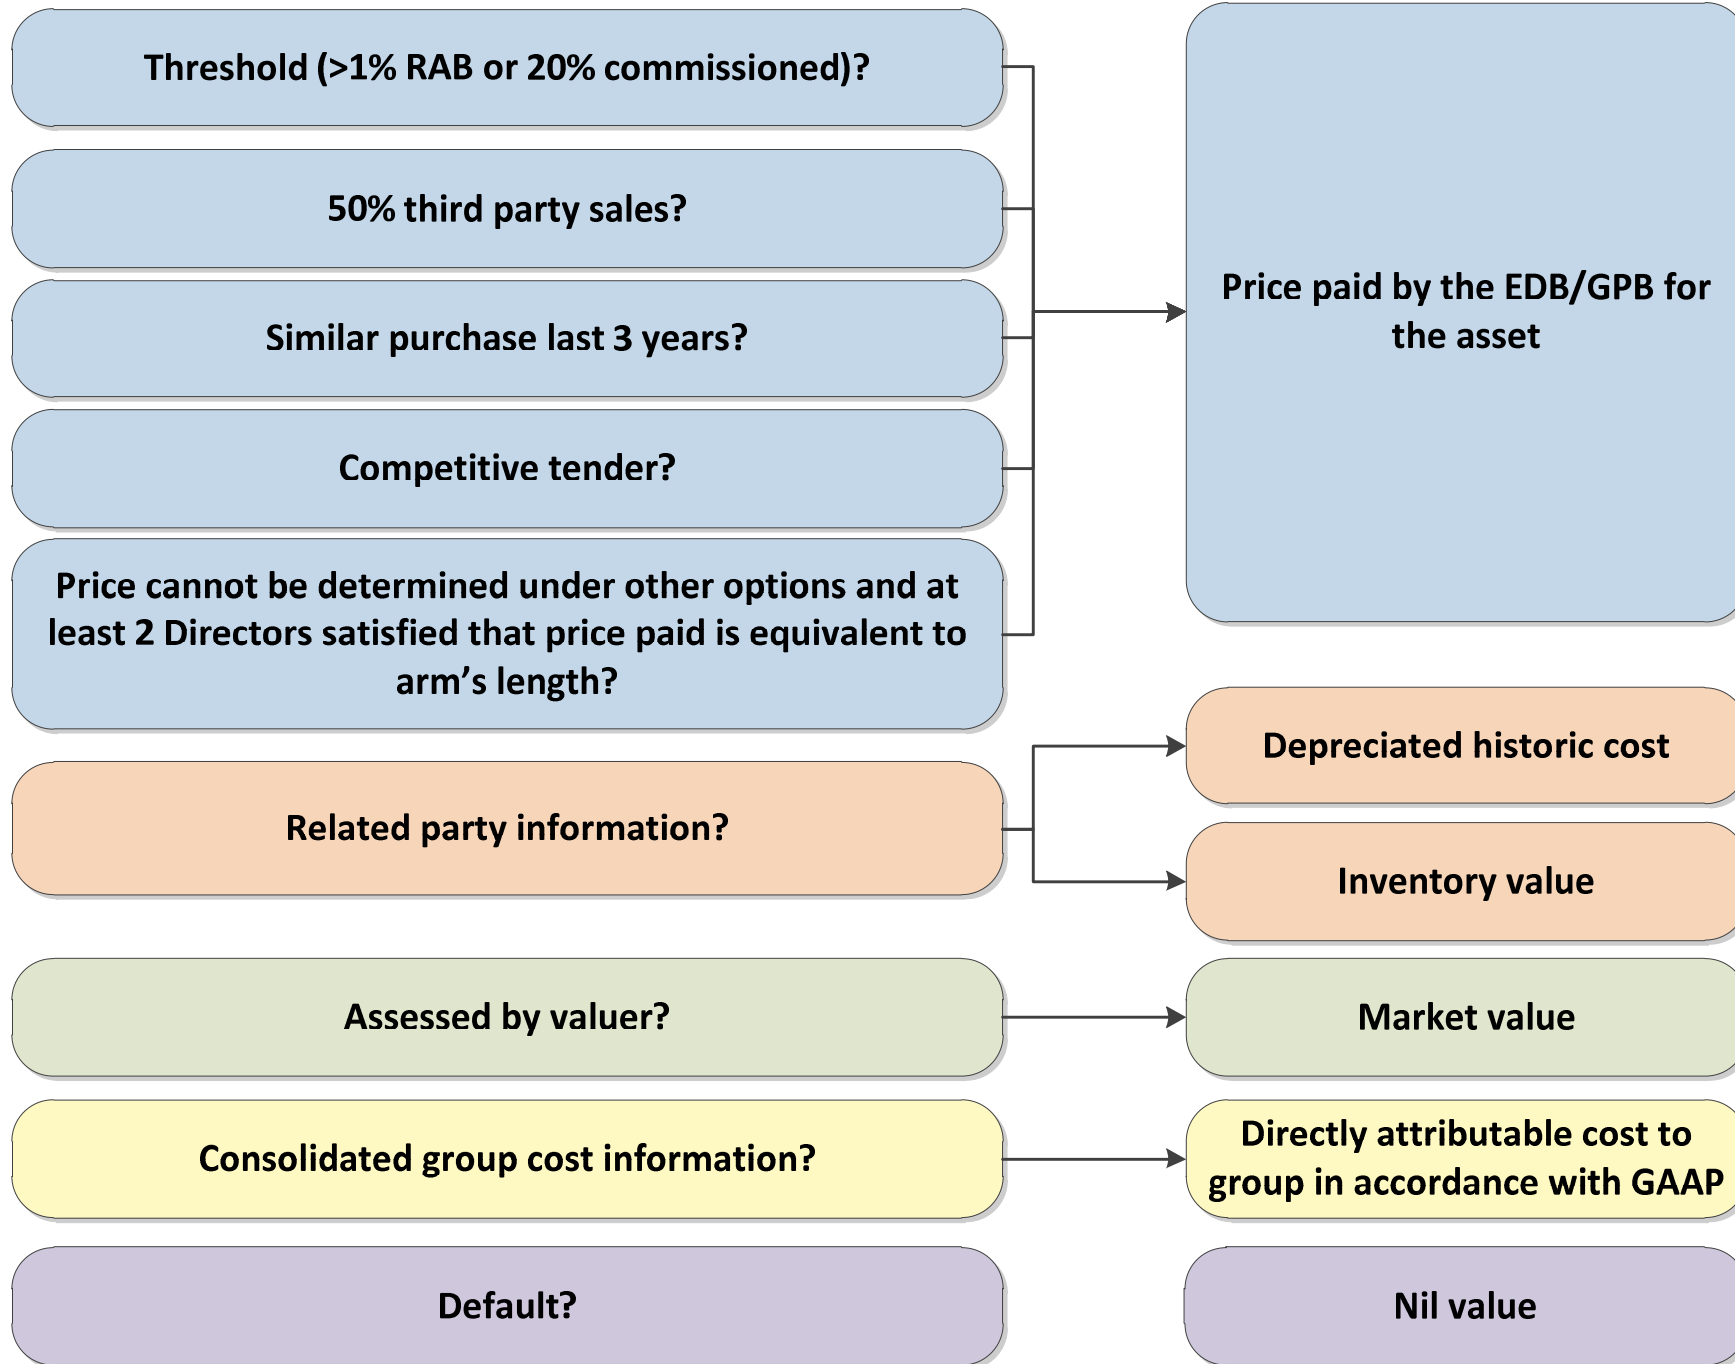 Threshold (>1% RAB or 20% commissioned)?
50% third party sales?
Similar purchase last 3 years?
Competitive tender?
Price cannot be determined under other options and at
least 2 Directors satisfied that price paid is equivalent to
arm’s length?
Price paid by the EDB/GPB for
the asset
Related party information?
Depreciated historic cost
Inventory value
Assessed by valuer?
Market value
Consolidated group cost information?
Directly attributable cost to
group in accordance with GAAP
Default?
Nil value